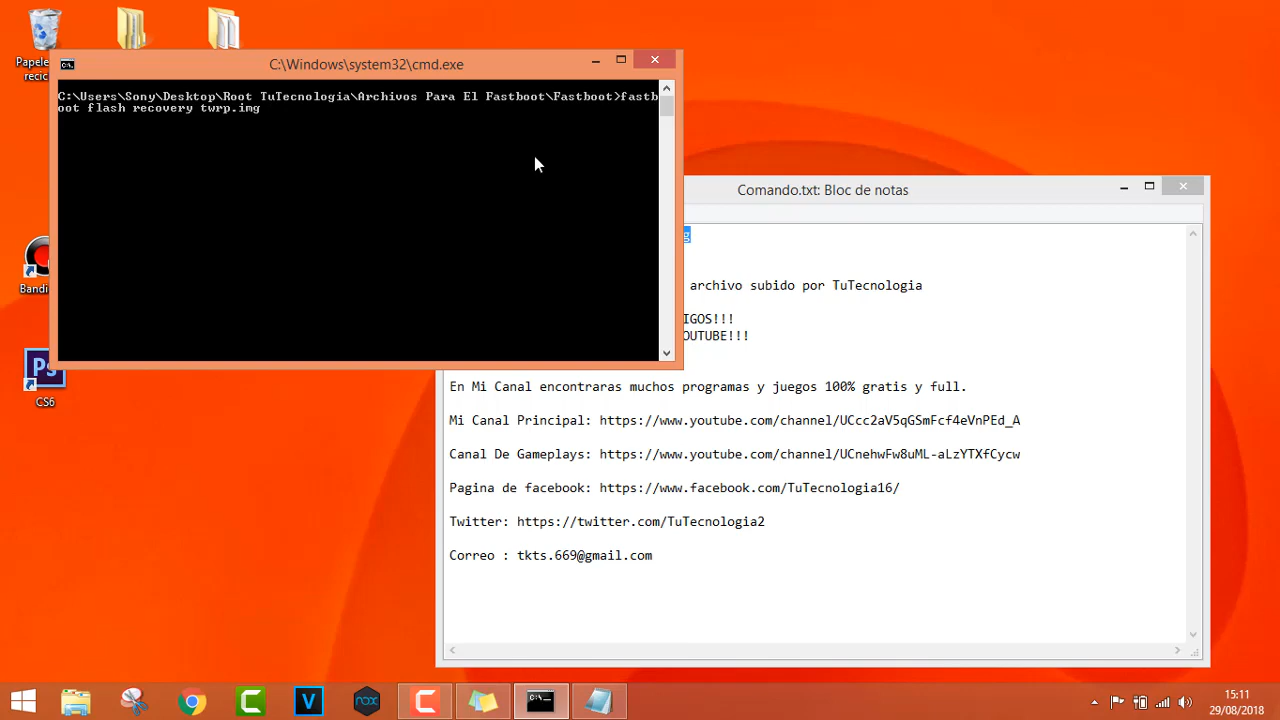 Papele
recic
C:\Windows\system32\cmd.exe
C:\Users\Sony\Desktop\Root TuTecnologia\Archivos Para El Fastboot\Fastboot>fastb
oot flash recovery twrp.img
Comando.txt: Bloc de notas
g
archivo subido por TuTecnologia
IGOS!!!
OUTUBE!!!
En Mi Canal encontraras muchos programas y juegos 100% gratis y full.
Mi Canal Principal: https://www.youtube.com/channel/UCcc2aV5qGSmFcf4eVnPEd_A
Canal De Gameplays: https://www.youtube.com/channel/UCnehwFw8uML-aLzYTXfCycw
Pagina de facebook: https://www.facebook.com/TuTecnologia16/
Twitter: https://twitter.com/TuTecnologia2
Correo : tkts.669@gmail.com
Bandi
Ps
CS6
C
V
nox
C
C:\_
15:11
29/08/2018